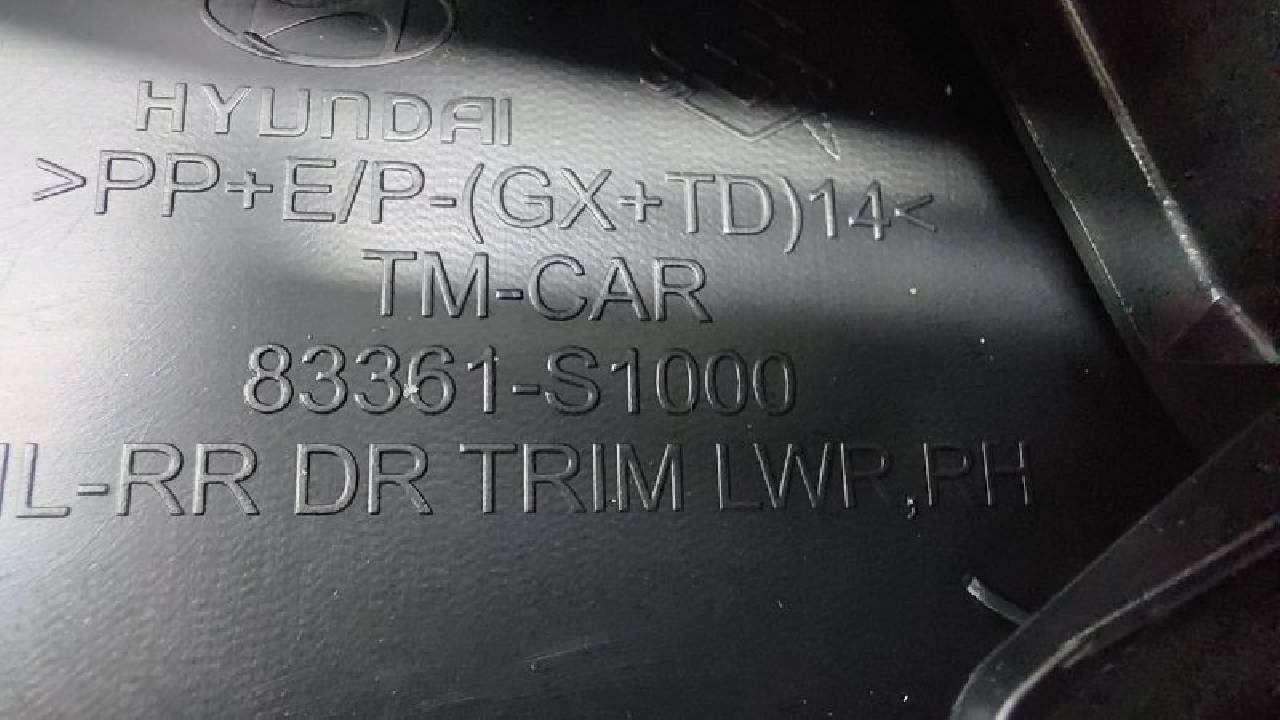 HYUNDAI
>PP+E/P-(GX+TD)14<
TM-CAR
83361-S1000
L-RR DR TRIM LWR,RH